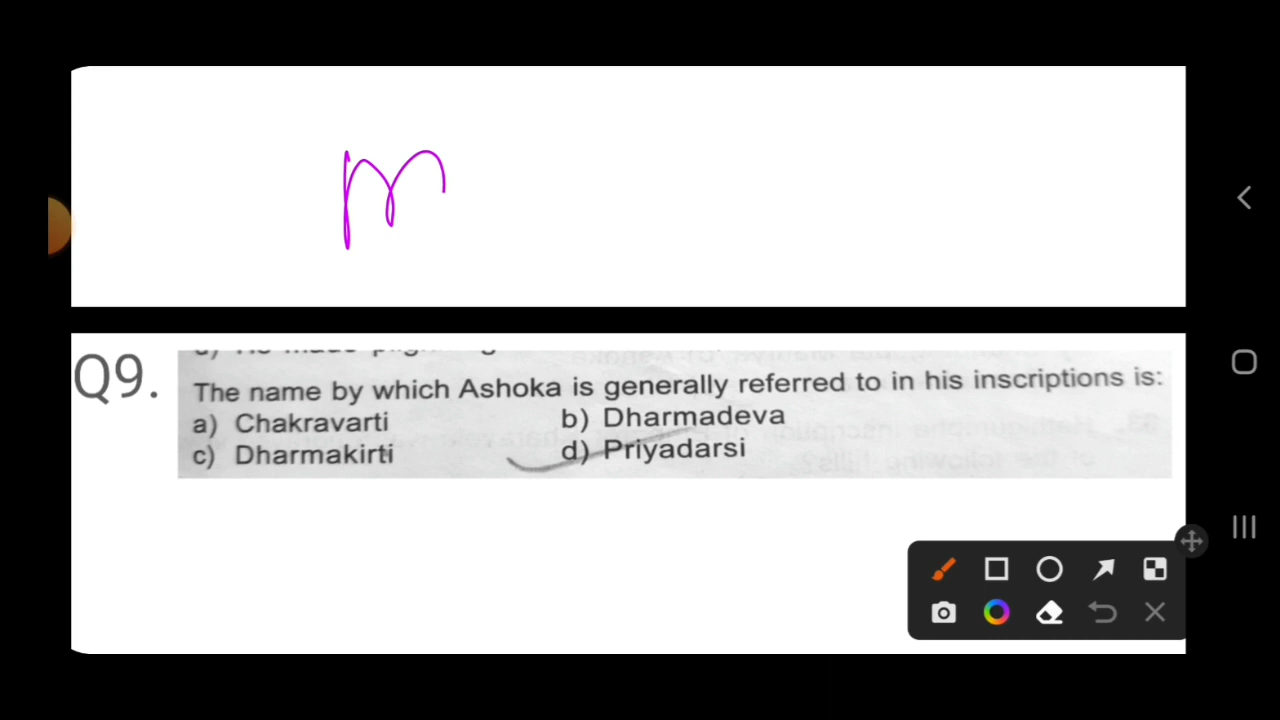 m
Q9.
The name by which Ashoka is generally referred to in his inscriptions is:
a) Chakravarti b) Dharmadeva
c) Dharmakirti d) Priyadarsi